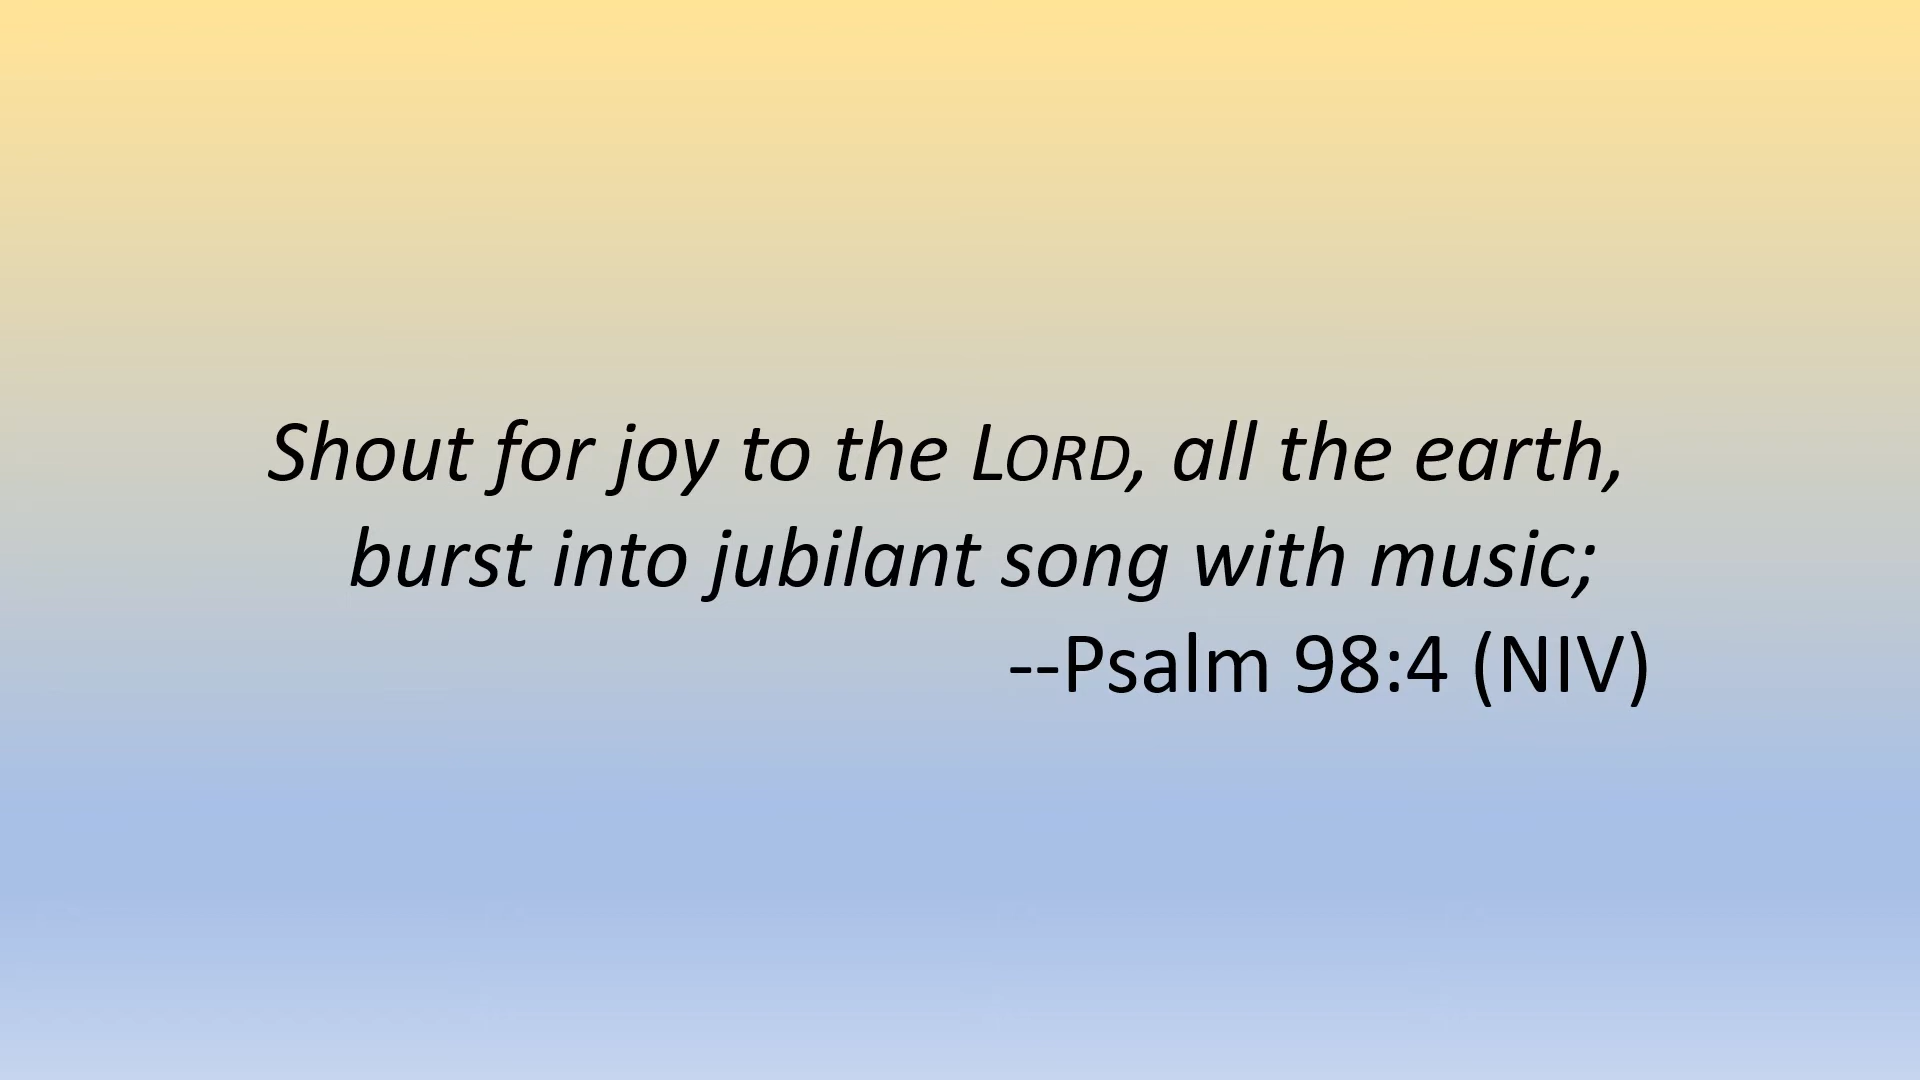 Shout for joy to the LORD, all the earth,
burst into jubilant song with music;
--Psalm 98:4 (NIV)